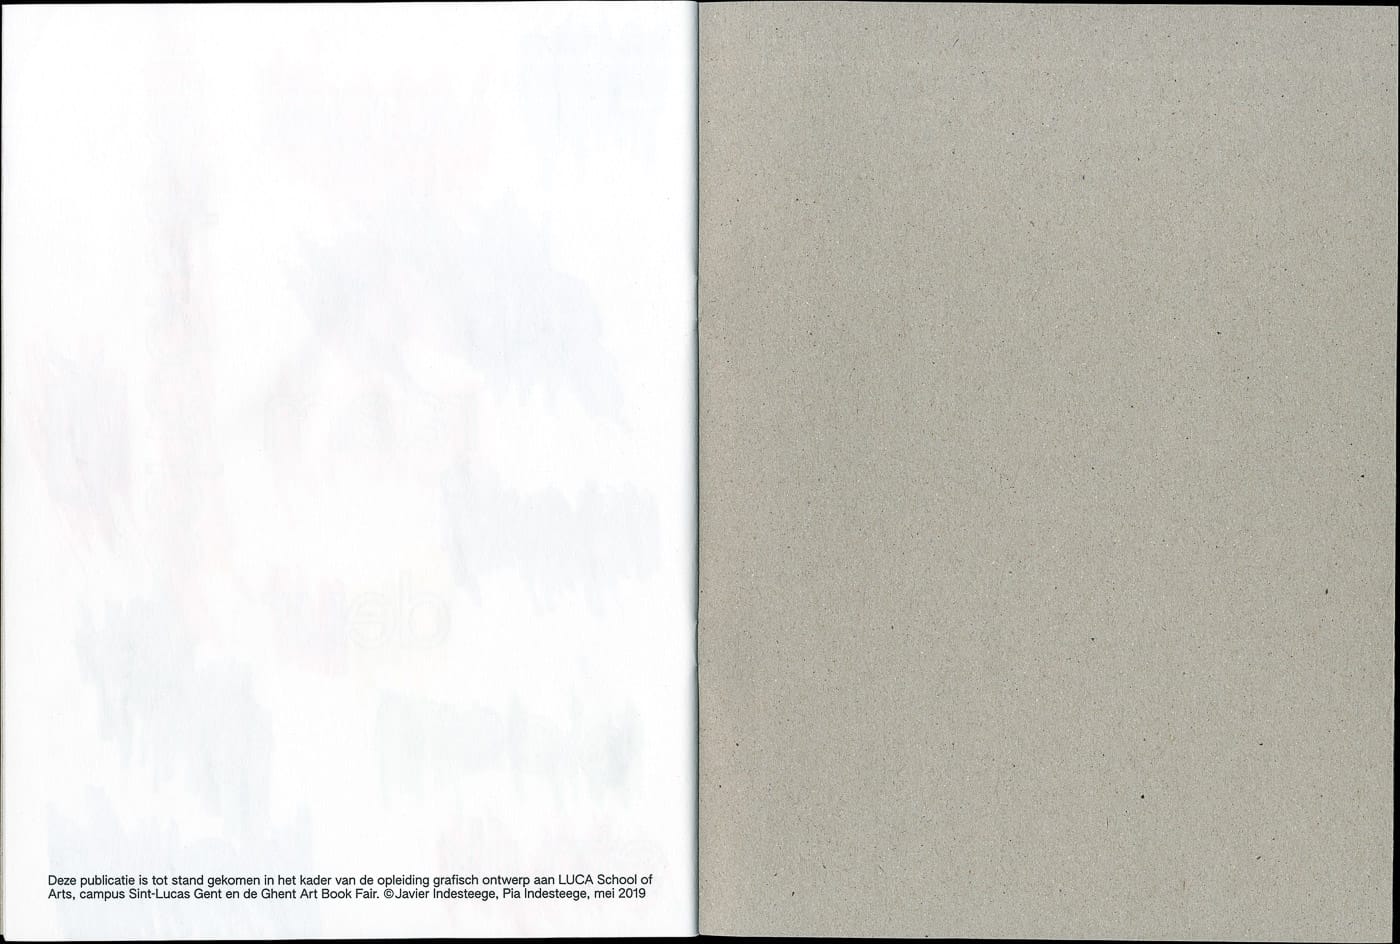 Deze publicatie is tot stand gekomen in het kader van de opleiding grafisch ontwerp aan LUCA School of
Arts, campus Sint-Lucas Gent en de Ghent Art Book Fair. ©Javier Indesteege, Pia Indesteege, mei 2019